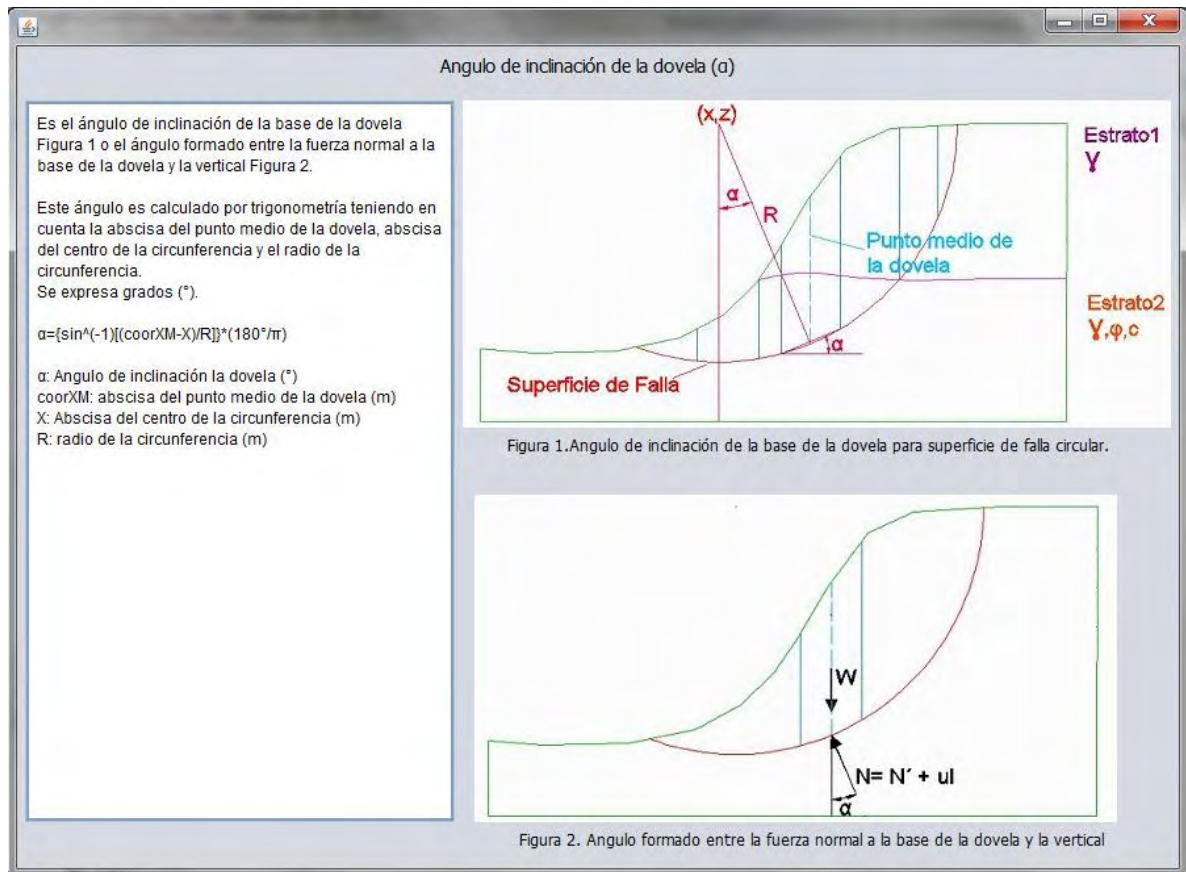 Angulo de inclinación de la dovela (α)
Es el ángulo de inclinación de la base de la dovela
Figura 1 o el ángulo formado entre la fuerza normal a la
base de la dovela y la vertical Figura 2.
Este ángulo es calculado por trigonometría teniendo en
cuenta la abscisa del punto medio de la dovela, abscisa
del centro de la circunferencia y el radio de la
circunferencia.
Se expresa grados (°).
α={sin^(-1)[(coorXM-X)/R]}*(180°/π)
α: Angulo de inclinación la dovela (°)
coorXM: abscisa del punto medio de la dovela (m)
X: Abscisa del centro de la circunferencia (m)
R: radio de la circunferencia (m)
(x,z)
α
R
Punto medio de
la dovela
α
Superficie de Falla
Estrato1
γ
Estrato2
γ,φ,c
Figura 1.Angulo de inclinación de la base de la dovela para superficie de falla circular.
W
N= N´ + ul
α
Figura 2. Angulo formado entre la fuerza normal a la base de la dovela y la vertical